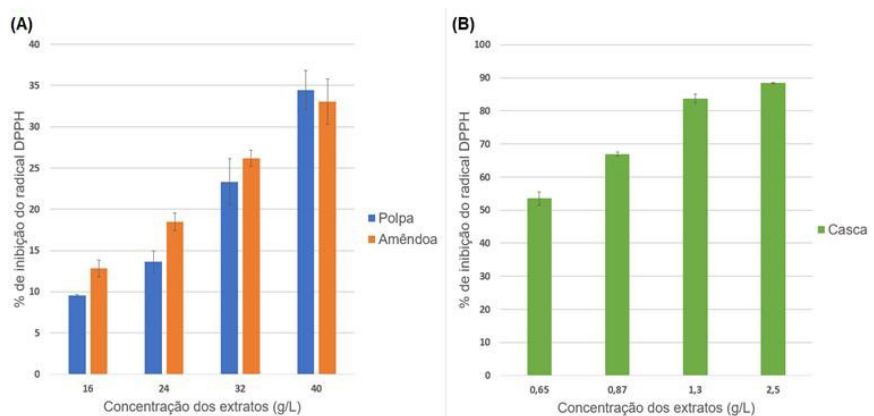 (A)
% de inibição do radical DPPH
40
35
30
25
20
15
10
5
0
16 24 32 40
Concentração dos extratos (g/L)
Polpa
Amêndoa
(B)
% de inibição do radical DPPH
100
90
80
70
60
50
40
30
20
10
0
0,65 0,87 1,3 2,5
Concentração dos extratos (g/L)
Casca